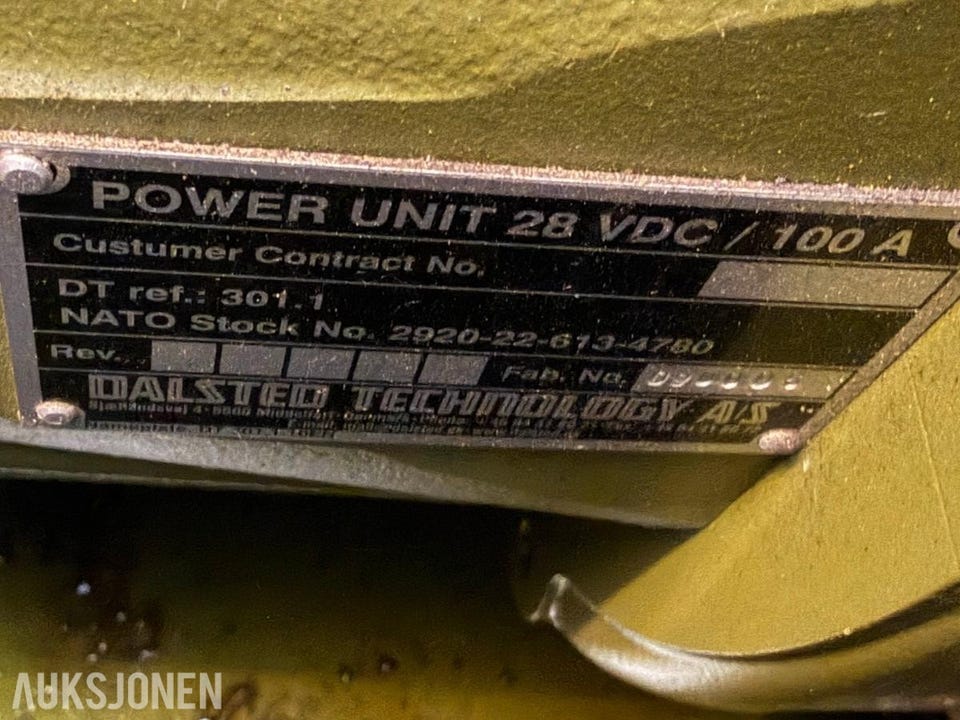 POWER UNIT 28 VDC / 100 A
Custumer Contract No.
DT ref.: 301.1
NATO Stock No. 2920-22-613-4780
Rev. Fab. No.
DALSTED TECHNOLOGY A/S
AUKSJONEN